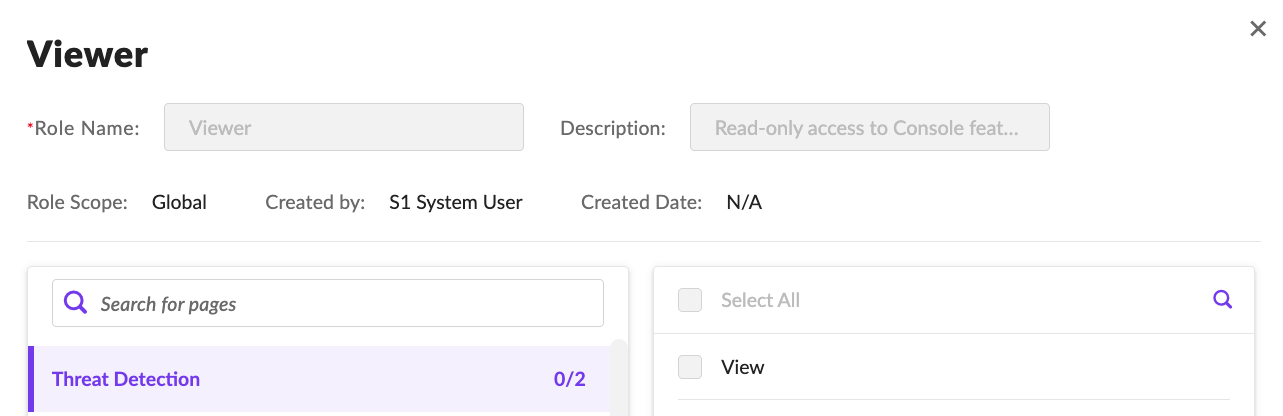 Viewer
*Role Name: Viewer Description: Read-only access to Console feat...
Role Scope: Global Created by: S1 System User Created Date: N/A
Search for pages
Select All
Threat Detection 0/2
View